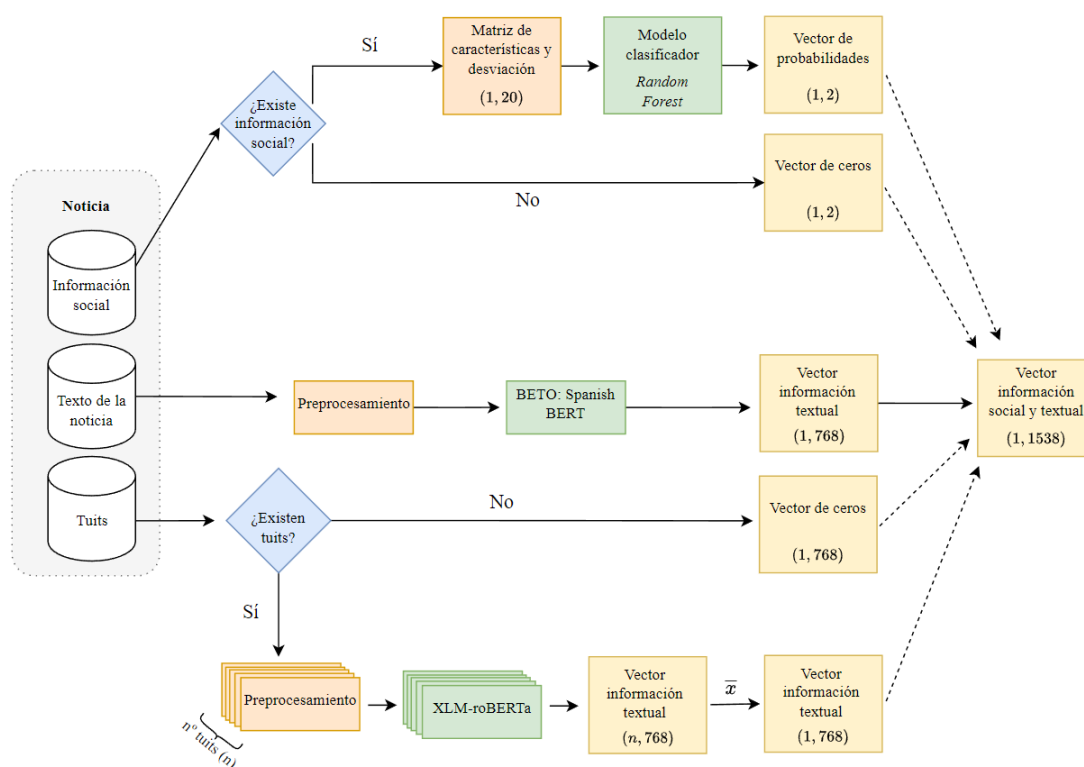 Noticia
Información
social
Texto de la
noticia
Tuits
¿Existe
información
social?
Sí
No
Matriz de
características y
desviación
(1, 20)
Modelo
clasificador
Random
Forest
Vector de
probabilidades
(1, 2)
Vector de ceros
(1, 2)
Preprocesamiento
BETO: Spanish
BERT
Vector
información
textual
(1, 768)
Vector
información
social y textual
(1, 1538)
¿Existen
tuits?
No
Sí
Vector de ceros
(1, 768)
Preprocesamiento
nº tuits (n)
XLM-roBERTa
Vector
información
textual
(n, 768)
x̅
Vector
información
textual
(1, 768)